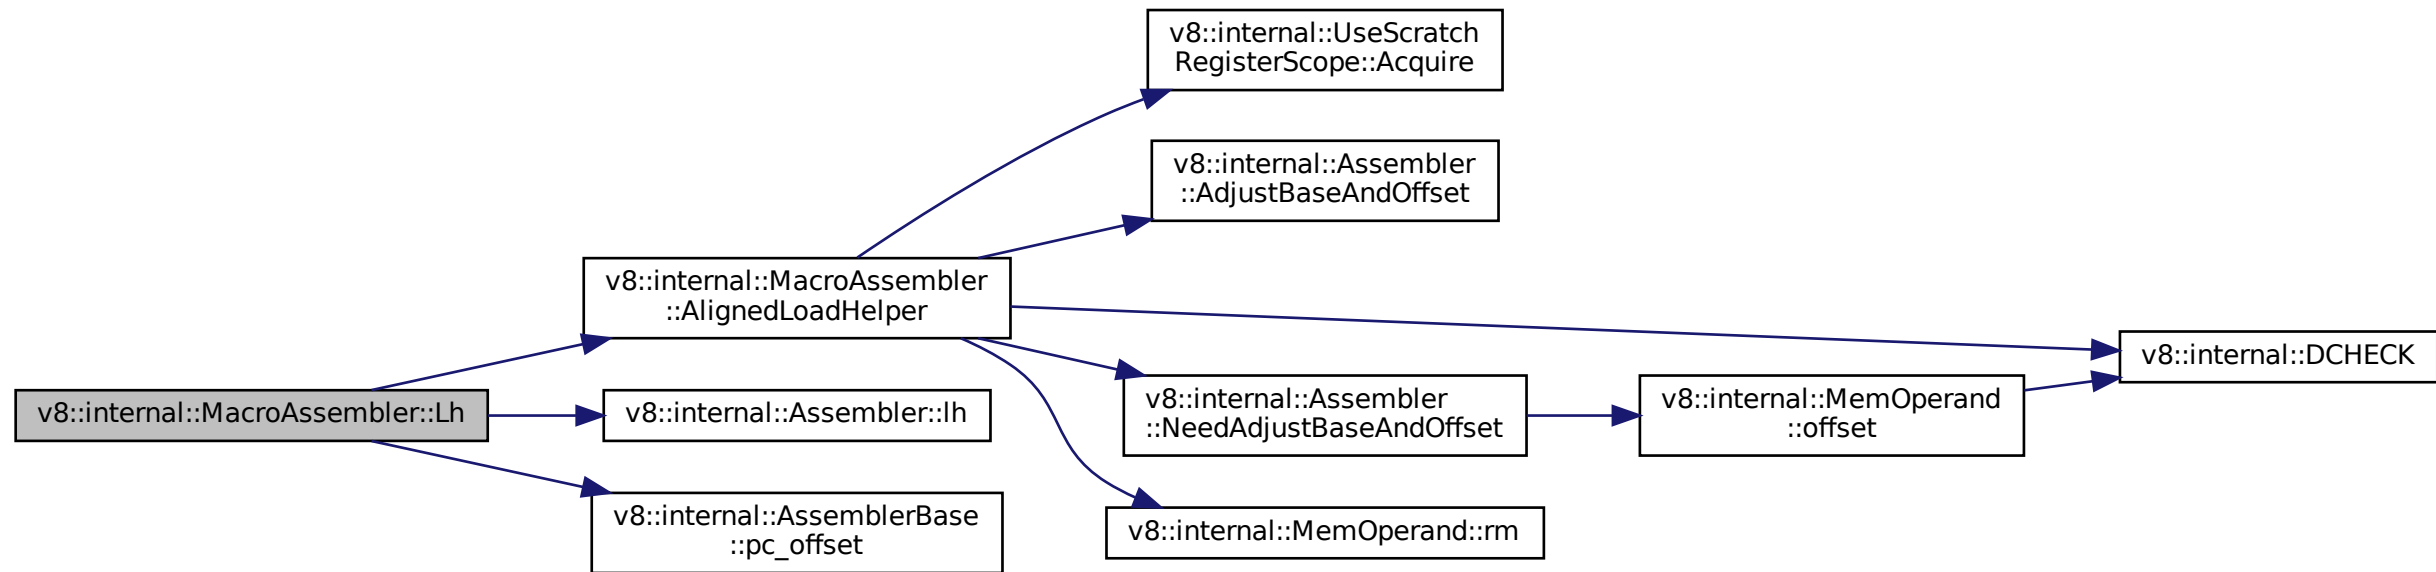 v8::internal::UseScratch
RegisterScope::Acquire
v8::internal::Assembler
::AdjustBaseAndOffset
v8::internal::MacroAssembler
::AlignedLoadHelper
v8::internal::DCHECK
v8::internal::MacroAssembler::Lh
v8::internal::Assembler::lh
v8::internal::Assembler
::NeedAdjustBaseAndOffset
v8::internal::MemOperand
::offset
v8::internal::AssemblerBase
::pc_offset
v8::internal::MemOperand::rm